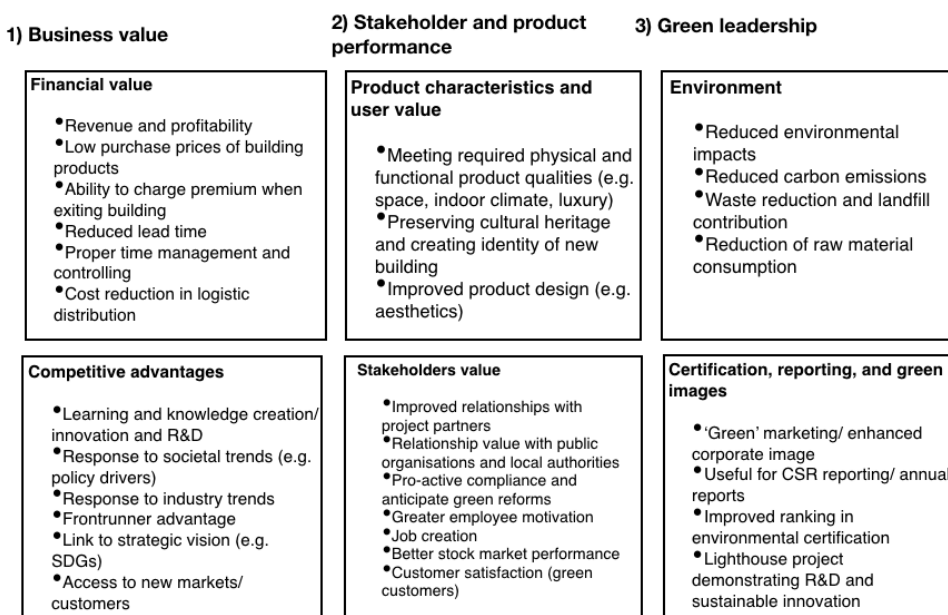 1) Business value
2) Stakeholder and product
performance
3) Green leadership
Financial value
•Revenue and profitability
•Low purchase prices of building
products
•Ability to charge premium when
exiting building
•Reduced lead time
•Proper time management and
controlling
•Cost reduction in logistic
distribution
Product characteristics and
user value
•Meeting required physical and
functional product qualities (e.g.
space, indoor climate, luxury)
•Preserving cultural heritage
and creating identity of new
building
•Improved product design (e.g.
aesthetics)
Environment
•Reduced environmental
impacts
•Reduced carbon emissions
•Waste reduction and landfill
contribution
•Reduction of raw material
consumption
Competitive advantages
•Learning and knowledge creation/
innovation and R&D
•Response to societal trends (e.g.
policy drivers)
•Response to industry trends
•Frontrunner advantage
•Link to strategic vision (e.g.
SDGs)
•Access to new markets/
customers
Stakeholders value
•Improved relationships with
project partners
•Relationship value with public
organisations and local authorities
•Pro-active compliance and
anticipate green reforms
•Greater employee motivation
•Job creation
•Better stock market performance
•Customer satisfaction (green
customers)
Certification, reporting, and green
images
•‘Green’ marketing/ enhanced
corporate image
•Useful for CSR reporting/ annual
reports
•Improved ranking in
environmental certification
•Lighthouse project
demonstrating R&D and
sustainable innovation